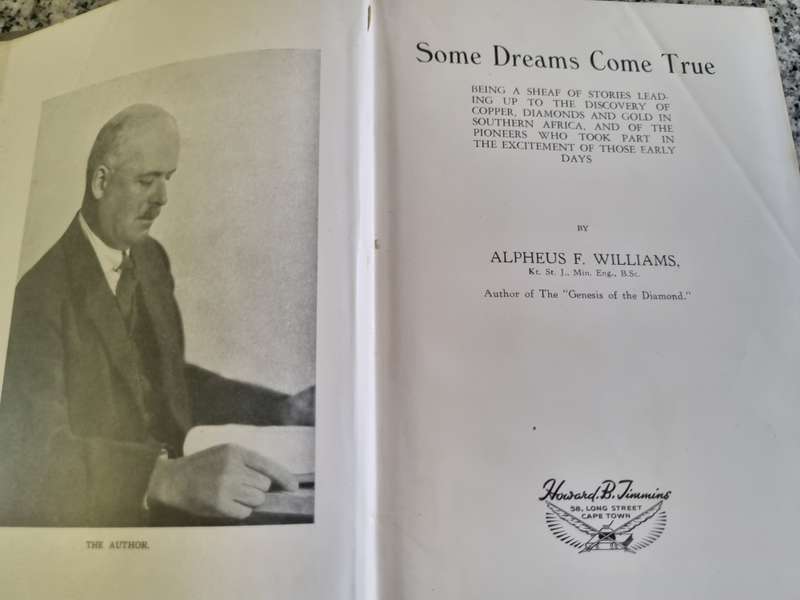 THE AUTHOR.
Some Dreams Come True
BEING A SHEAF OF STORIES LEAD-
ING UP TO THE DISCOVERY OF
COPPER, DIAMONDS AND GOLD IN
SOUTHERN AFRICA, AND OF THE
PIONEERS WHO TOOK PART IN
THE EXCITEMENT OF THOSE EARLY
DAYS
BY
ALPHEUS F. WILLIAMS,
Kt. St. J., Min. Eng., B.Sc.
Author of The "Genesis of the Diamond."
Howard. B. Timmins
58, LONG STREET
CAPE TOWN